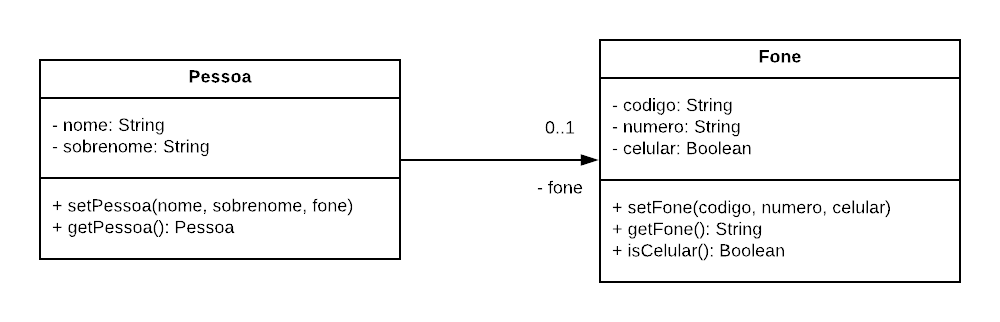 Pessoa
- nome: String
- sobrenome: String
+ setPessoa(nome, sobrenome, fone)
+ getPessoa(): Pessoa
0..1
- fone
Fone
- codigo: String
- numero: String
- celular: Boolean
+ setFone(codigo, numero, celular)
+ getFone(): String
+ isCelular(): Boolean